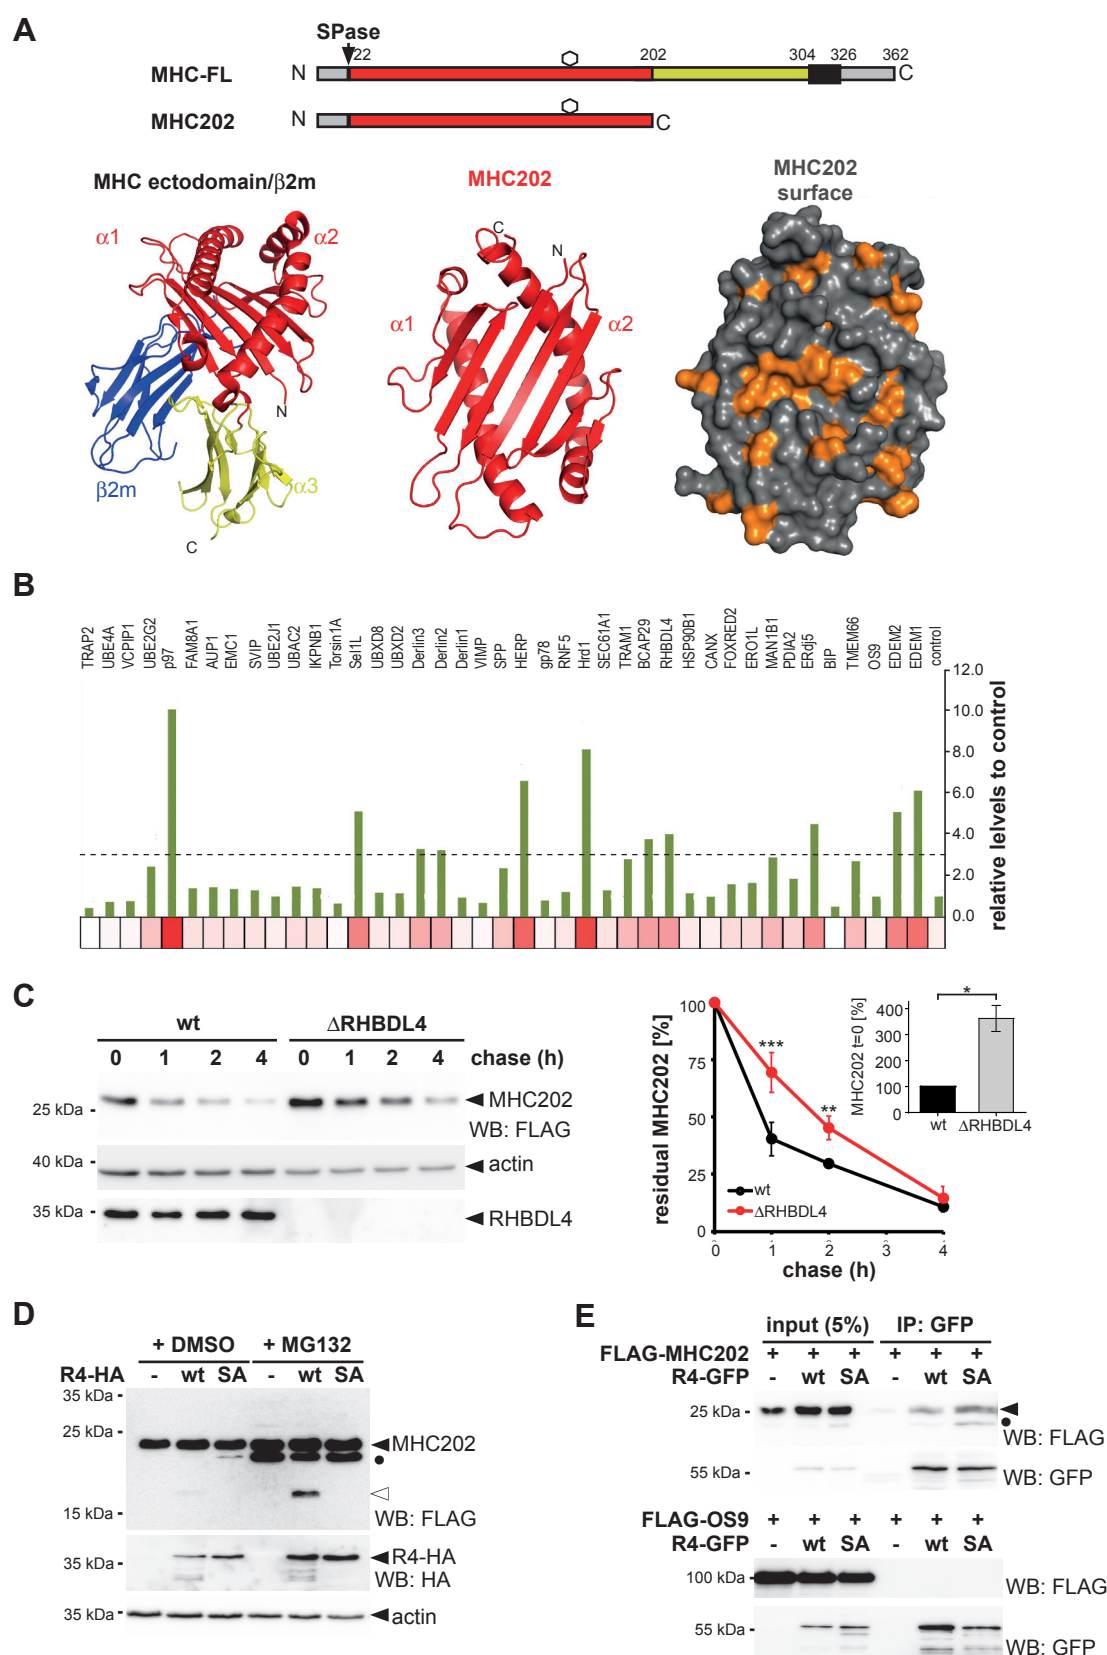 A
SPase
22 202 304 326 362
MHC-FL N C
MHC202 N C
MHC ectodomain/β2m
MHC202
MHC202
surface
α1 α2
N
β2m
α3
C
C
N
α1 α2
B
TRAP2
UBE4A
VCPIP1
UBE2G2
p97
FAM8A1
AUP1
EMC1
SVIP
UBE2J1
UBAC2
IKPNB1
Torsin1A
Sel1L
UBXD8
UBXD2
Derlin3
Derlin2
Derlin1
VIMP
SPP
HERP
gp78
RNF5
Hrd1
SEC61A1
TRAM1
BCAP29
RHBDL4
HSP90B1
CANX
FOXRED2
ERO1L
MAN1B1
PDIA2
ERdj5
BIP
TMEM66
OS9
EDEM2
EDEM1
control
12.0
10.0
8.0
6.0
4.0
2.0
0.0
relative lelvels to control
C
wt ΔRHBDL4
0 1 2 4 0 1 2 4 chase (h)
25 kDa MHC202
WB: FLAG
40 kDa actin
35 kDa RHBDL4
residual MHC202 [%]
100
75
50
25
0
0 1 2 3 4
chase (h)
***
**
wt
ΔRHBDL4
MHC202 t=0 [%]
400
300
200
100
0
*
wt ΔRHBDL4
D
+ DMSO + MG132
R4-HA - wt SA - wt SA
35 kDa
25 kDa MHC202
15 kDa WB: FLAG
35 kDa R4-HA
WB: HA
35 kDa actin
E
input (5%) IP: GFP
FLAG-MHC202 + + + + + +
R4-GFP - wt SA - wt SA
25 kDa
WB: FLAG
55 kDa WB: GFP
FLAG-OS9 + + + + + +
R4-GFP - wt SA - wt SA
100 kDa WB: FLAG
55 kDa WB: GFP